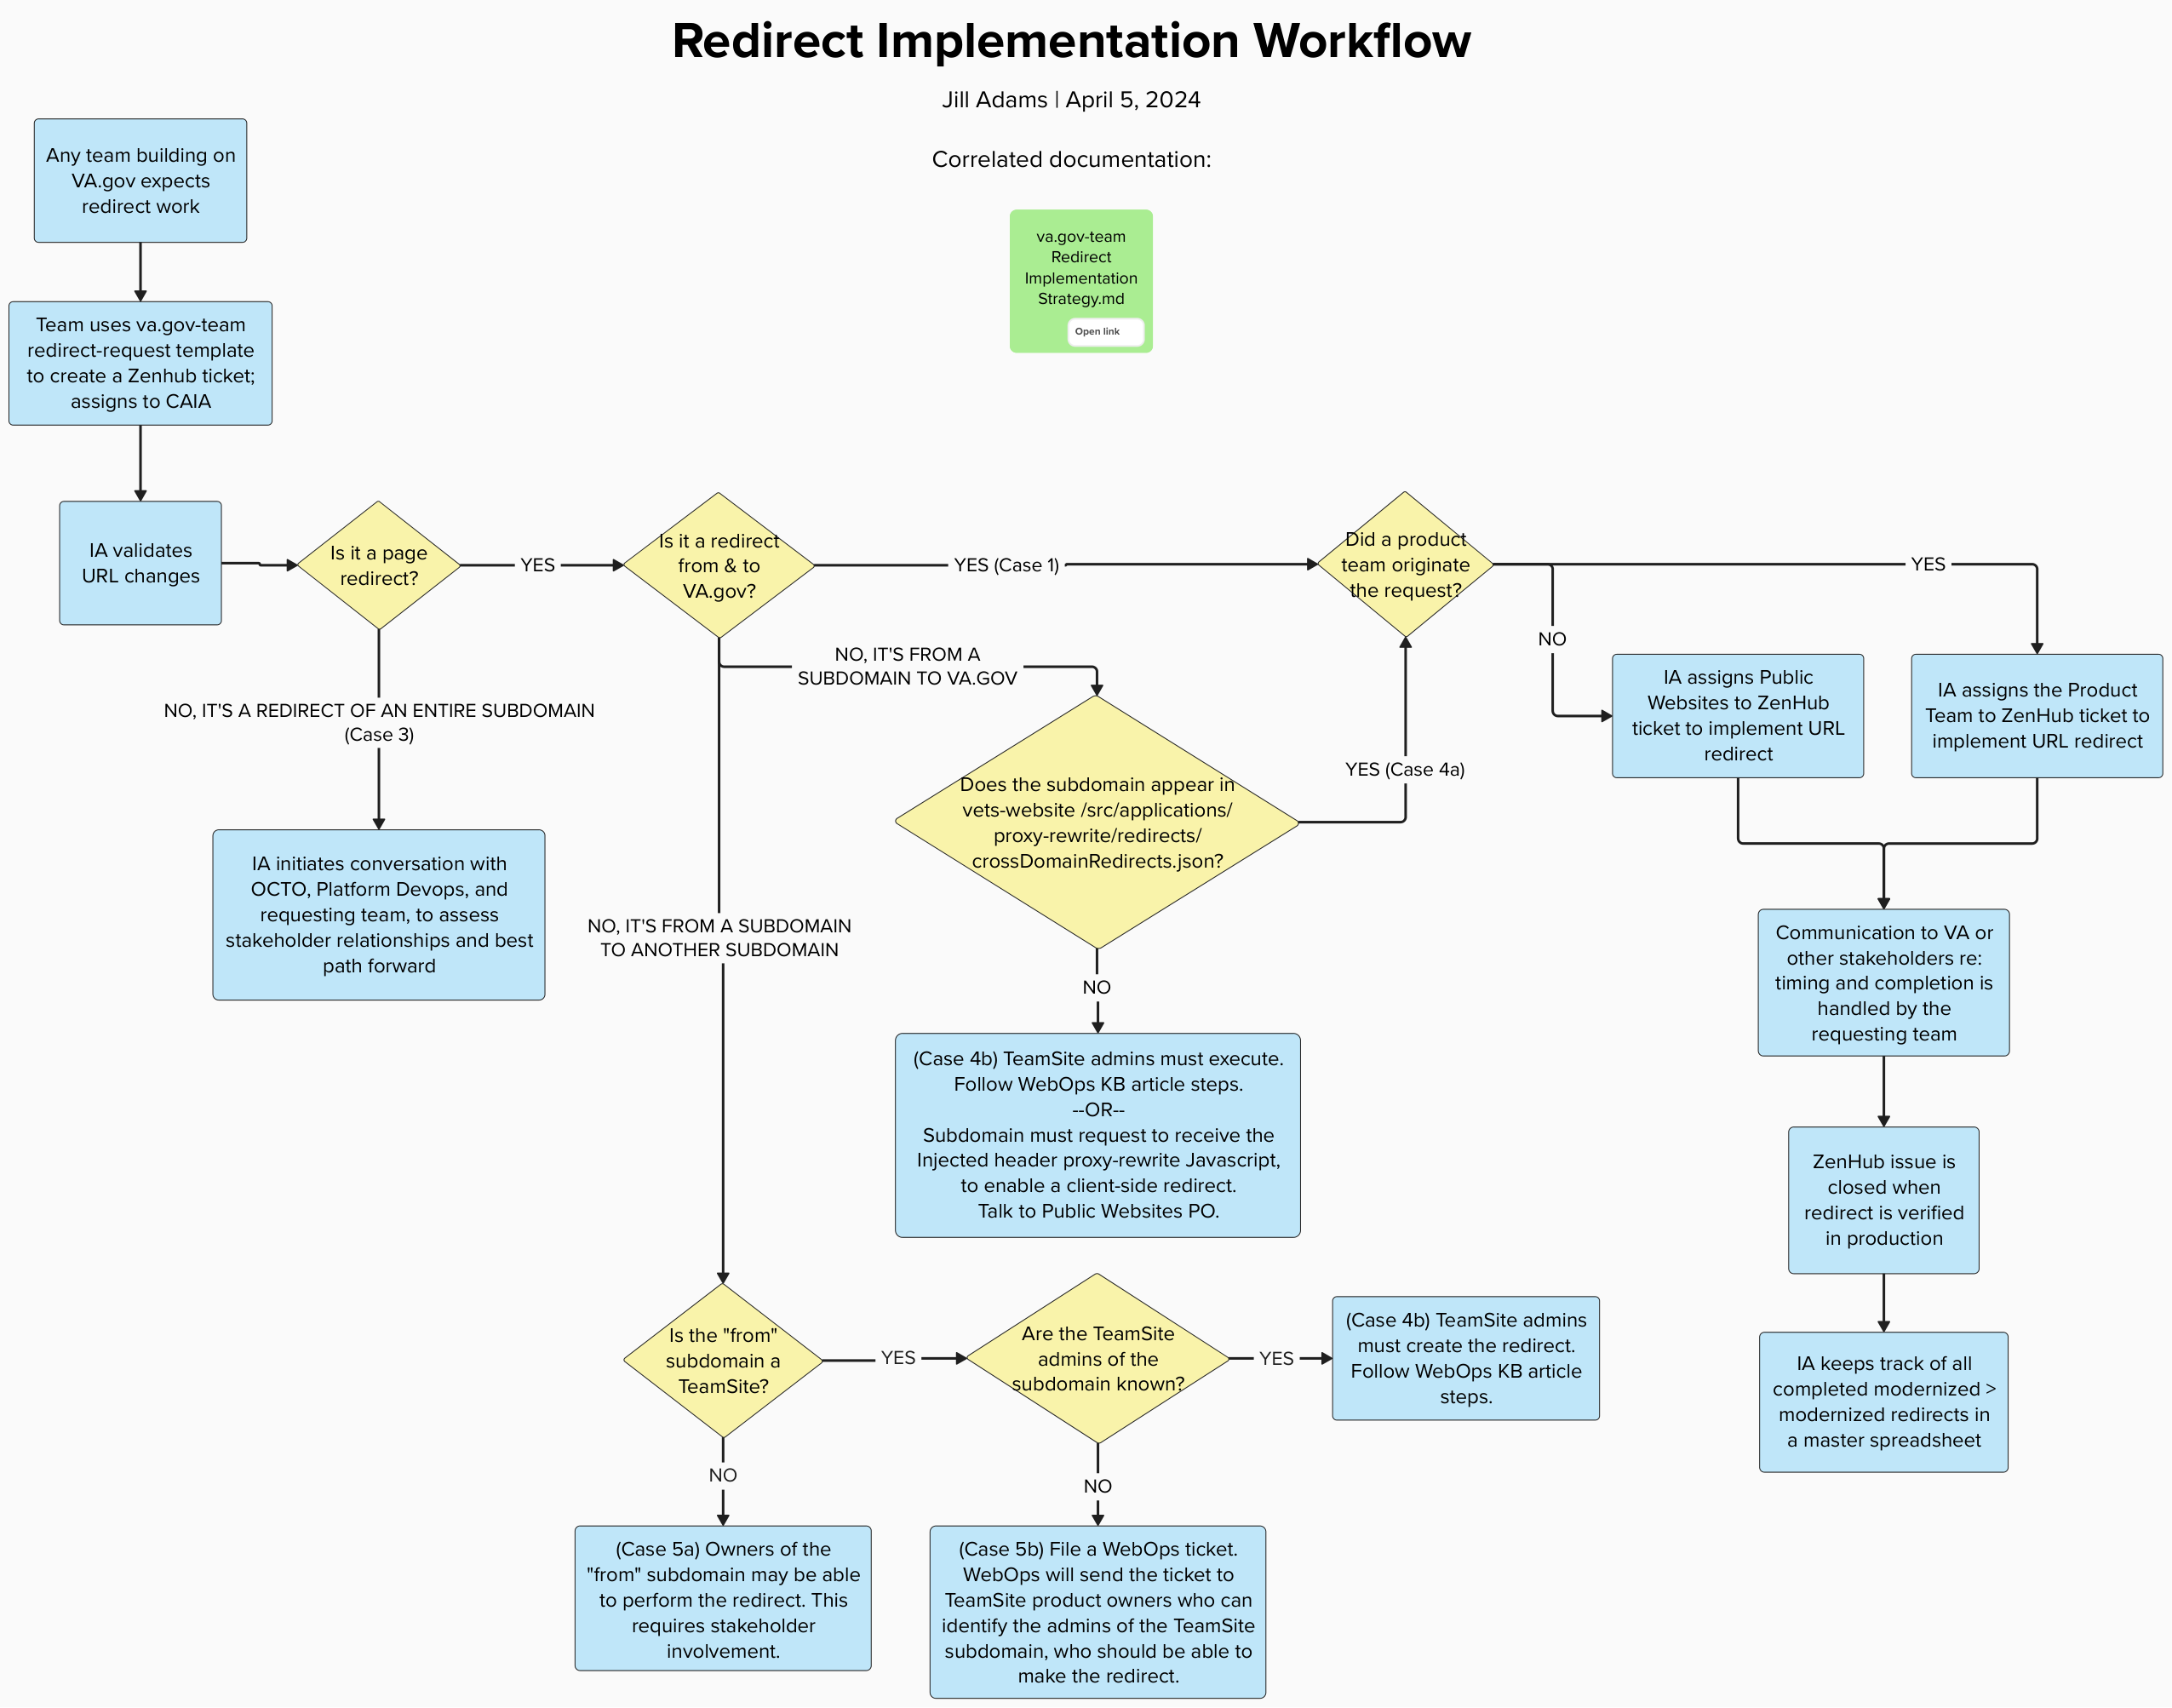 Redirect Implementation Workflow
Jill Adams | April 5, 2024
Correlated documentation:
va.gov-team
Redirect
Implementation
Strategy.md
Open link
Any team building on
VA.gov expects
redirect work
Team uses va.gov-team
redirect-request template
to create a Zenhub ticket;
assigns to CAIA
IA validates
URL changes
Is it a page
redirect?
YES
Is it a redirect
from & to
VA.gov?
YES (Case 1)
Did a product
team originate
the request?
YES
NO
NO, IT'S A REDIRECT OF AN ENTIRE SUBDOMAIN
(Case 3)
IA initiates conversation with
OCTO, Platform Devops, and
requesting team, to assess
stakeholder relationships and best
path forward
NO, IT'S FROM A
SUBDOMAIN TO VA.GOV
Does the subdomain appear in
vets-website /src/applications/
proxy-rewrite/redirects/
crossDomainRedirects.json?
YES (Case 4a)
IA assigns Public
Websites to ZenHub
ticket to implement URL
redirect
IA assigns the Product
Team to ZenHub ticket to
implement URL redirect
NO, IT'S FROM A SUBDOMAIN
TO ANOTHER SUBDOMAIN
NO
(Case 4b) TeamSite admins must execute.
Follow WebOps KB article steps.
--OR--
Subdomain must request to receive the
Injected header proxy-rewrite Javascript,
to enable a client-side redirect.
Talk to Public Websites PO.
Communication to VA or
other stakeholders re:
timing and completion is
handled by the
requesting team
ZenHub issue is
closed when
redirect is verified
in production
IA keeps track of all
completed modernized >
modernized redirects in
a master spreadsheet
Is the "from"
subdomain a
TeamSite?
YES
Are the TeamSite
admins of the
subdomain known?
YES
(Case 4b) TeamSite admins
must create the redirect.
Follow WebOps KB article
steps.
NO
(Case 5a) Owners of the
"from" subdomain may be able
to perform the redirect. This
requires stakeholder
involvement.
NO
(Case 5b) File a WebOps ticket.
WebOps will send the ticket to
TeamSite product owners who can
identify the admins of the TeamSite
subdomain, who should be able to
make the redirect.